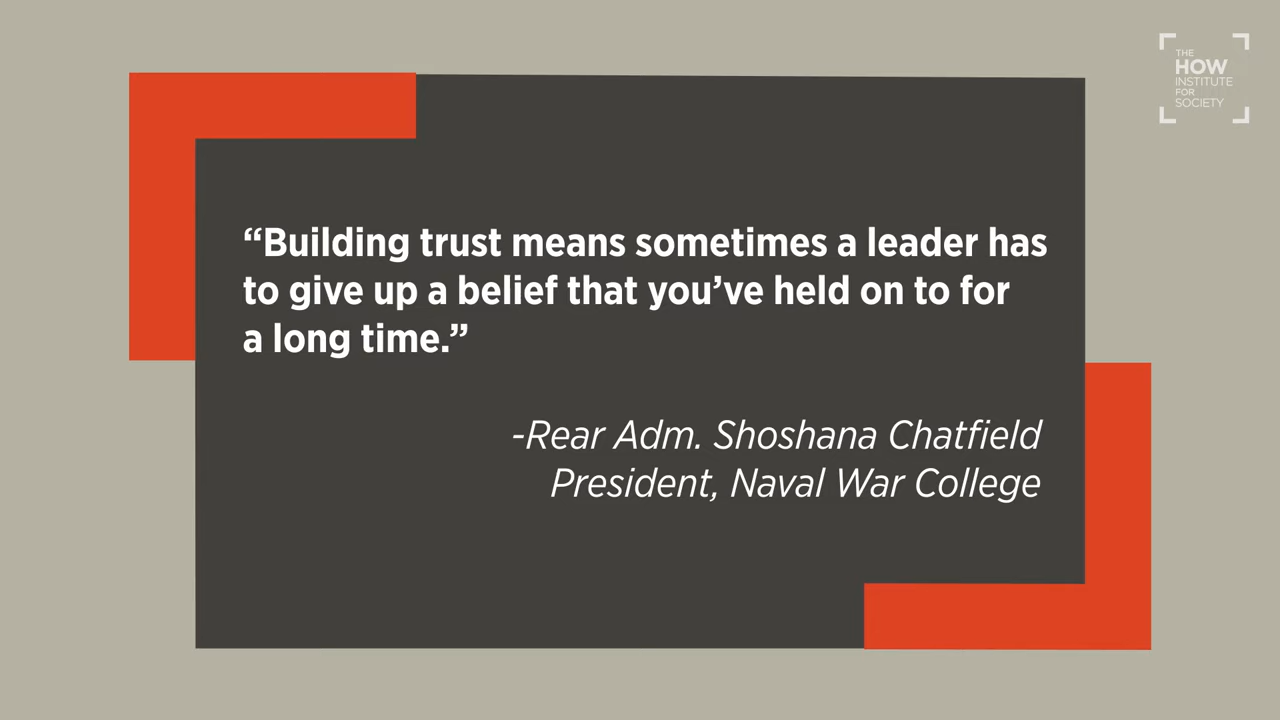 THE
HOW
INSTITUTE
FOR
SOCIETY
“Building trust means sometimes a leader has
to give up a belief that you’ve held on to for
a long time.”
-Rear Adm. Shoshana Chatfield
President, Naval War College